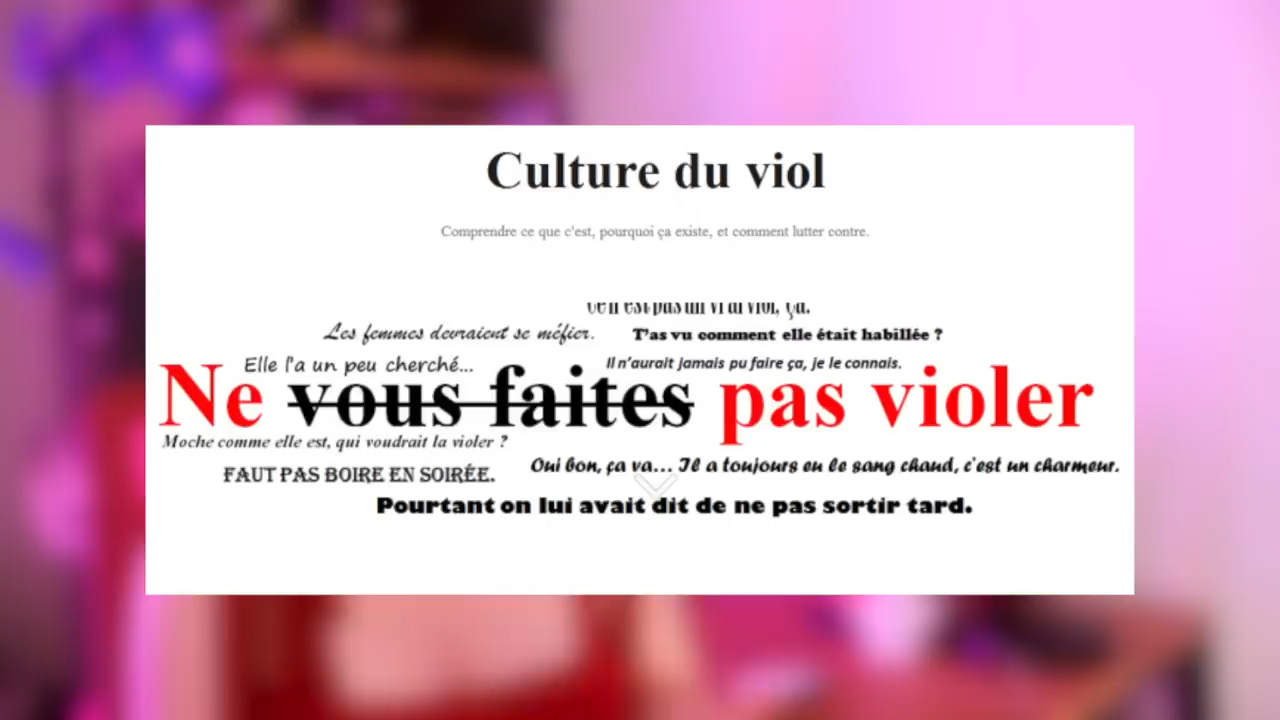 Culture du viol
Comprendre ce que c'est, pourquoi ça existe, et comment lutter contre.
Les femmes devraient se méfier.
T'as vu comment elle était habillée ?
Elle l'a un peu cherché...
Il n'aurait jamais pu faire ça, je le connais.
Ne vous faites pas violer
Moche comme elle est, qui voudrait la violer ?
Oui bon, ça va... Il a toujours eu le sang chaud, c'est un charmeur.
FAUT PAS BOIRE EN SOIRÉE.
Pourtant on lui avait dit de ne pas sortir tard.